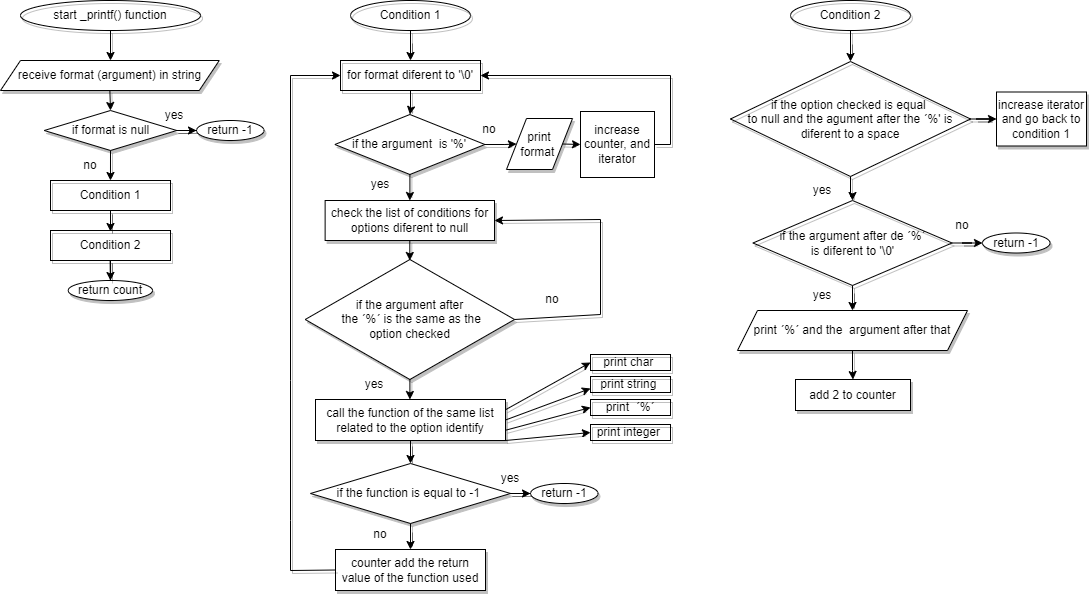 start _printf() function
receive format (argument) in string
if format is null
yes
return -1
no
Condition 1
Condition 2
return count
Condition 1
for format diferent to '\0'
if the argument  is '%'
no
print
format
increase
counter, and
iterator
yes
check the list of conditions for
options diferent to null
if the argument after
the ´%´ is the same as the
option checked
no
yes
call the function of the same list
related to the option identify
print char
print string
print  ´%´
print integer
if the function is equal to -1
yes
return -1
no
counter add the return
value of the function used
Condition 2
if the option checked is equal
to null and the agument after the ´%' is
diferent to a space
increase iterator
and go back to
condition 1
yes
if the argument after de ´%´
is diferent to '\0'
no
return -1
yes
print ´%´ and the  argument after that
add 2 to counter